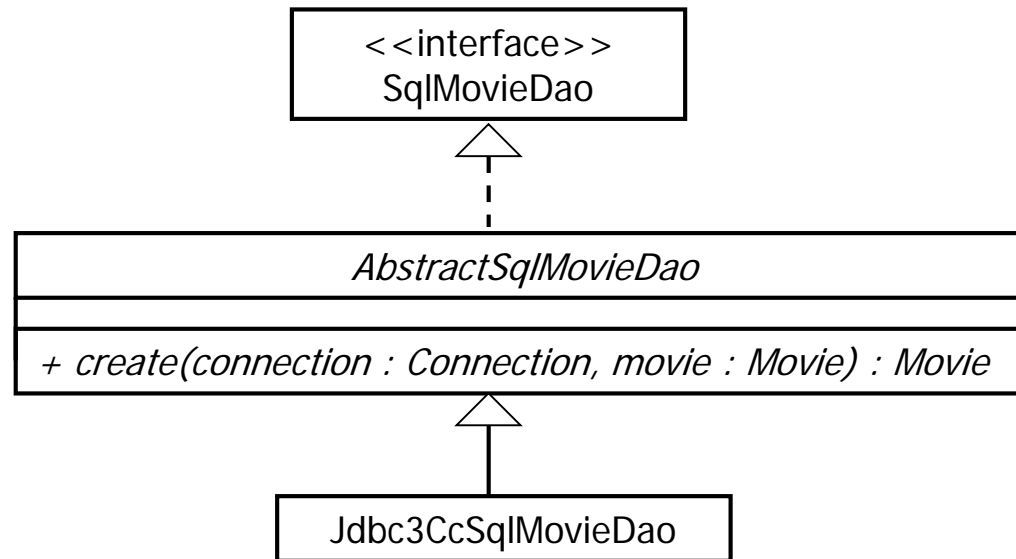 <<interface>>
SqlMovieDao
AbstractSqlMovieDao
+ create(connection : Connection, movie : Movie) : Movie
Jdbc3CcSqlMovieDao